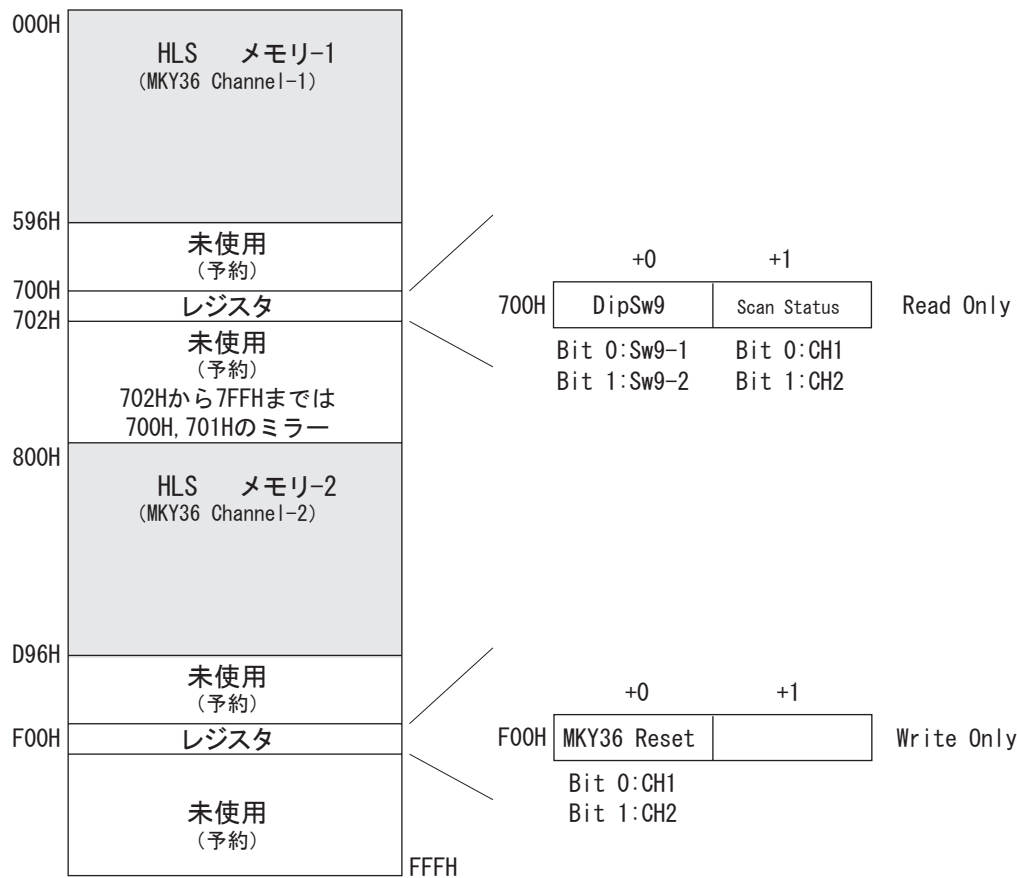 000H
HLS メモリ-1
(MKY36 Channel-1)
596H
未使用
(予約)
700H
レジスタ
702H
未使用
(予約)
702Hから7FFHまでは
700H,701Hのミラー
800H
HLS メモリ-2
(MKY36 Channel-2)
D96H
未使用
(予約)
F00H
レジスタ
未使用
(予約)
FFFH
+0 +1
700H DipSw9 Scan Status Read Only
Bit 0:Sw9-1 Bit 0:CH1
Bit 1:Sw9-2 Bit 1:CH2
+0 +1
F00H MKY36 Reset Write Only
Bit 0:CH1
Bit 1:CH2